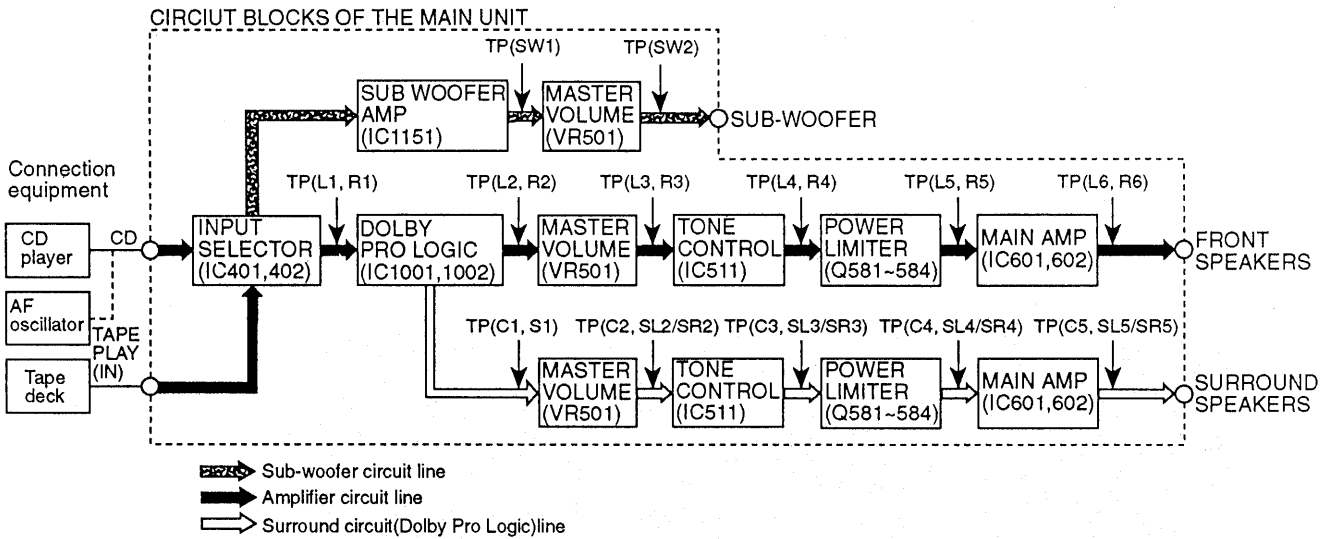 CIRCIUT BLOCKS OF THE MAIN UNIT
TP(SW1)
TP(SW2)
SUB WOOFER
AMP
(IC1151)
MASTER
VOLUME
(VR501)
SUB-WOOFER
Connection
equipment
TP(L1, R1)
TP(L2, R2)
TP(L3, R3)
TP(L4, R4)
TP(L5, R5)
TP(L6, R6)
CD
player
CD
INPUT
SELECTOR
(IC401,402)
DOLBY
PRO LOGIC
(IC1001,1002)
MASTER
VOLUME
(VR501)
TONE
CONTROL
(IC511)
POWER
LIMITER
(Q581~584)
MAIN AMP
(IC601,602)
FRONT
SPEAKERS
AF
oscillator
TAPE
PLAY
(IN)
TP(C1, S1)
TP(C2, SL2/SR2)
TP(C3, SL3/SR3)
TP(C4, SL4/SR4)
TP(C5, SL5/SR5)
Tape
deck
MASTER
VOLUME
(VR501)
TONE
CONTROL
(IC511)
POWER
LIMITER
(Q581~584)
MAIN AMP
(IC601,602)
SURROUND
SPEAKERS
Sub-woofer circuit line
Amplifier circuit line
Surround circuit(Dolby Pro Logic)line